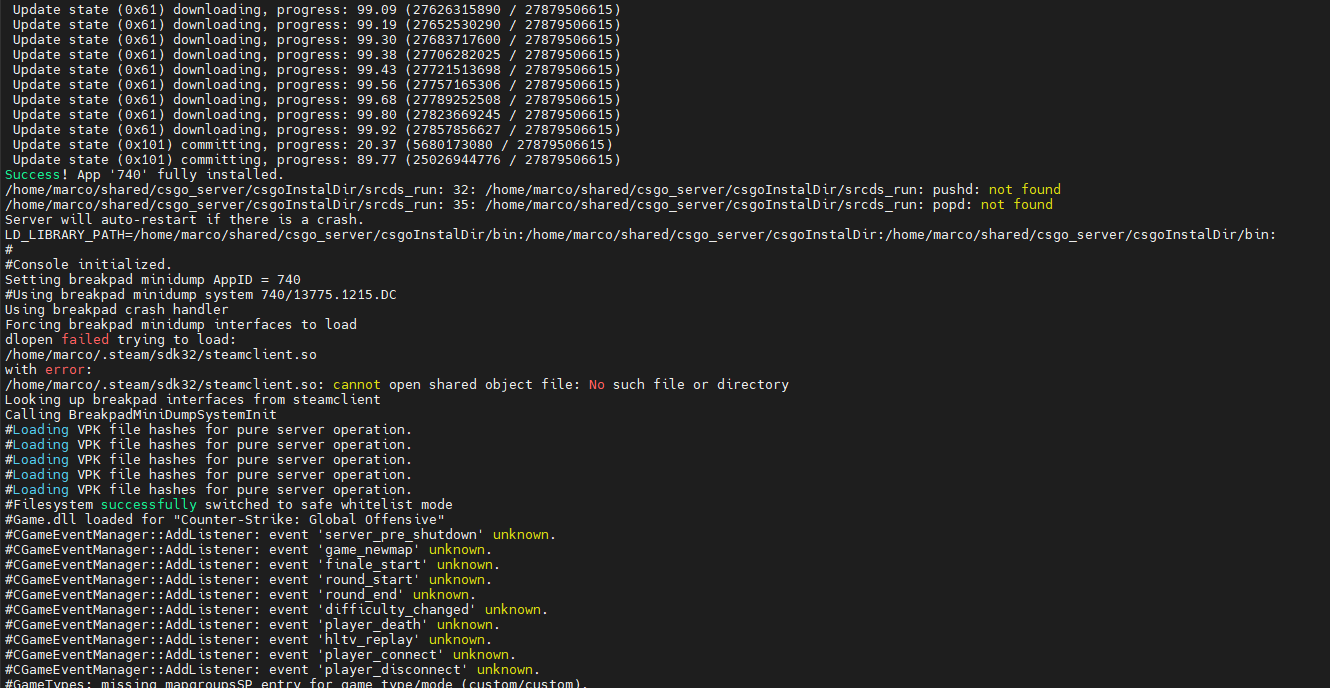 Update state (0x61) downloading, progress: 99.09 (27626315890 / 27879506615)
Update state (0x61) downloading, progress: 99.19 (27652530290 / 27879506615)
Update state (0x61) downloading, progress: 99.30 (27683717600 / 27879506615)
Update state (0x61) downloading, progress: 99.38 (27706282025 / 27879506615)
Update state (0x61) downloading, progress: 99.43 (27721513698 / 27879506615)
Update state (0x61) downloading, progress: 99.56 (27757165306 / 27879506615)
Update state (0x61) downloading, progress: 99.68 (27789252508 / 27879506615)
Update state (0x61) downloading, progress: 99.80 (27823669245 / 27879506615)
Update state (0x61) downloading, progress: 99.92 (27857856627 / 27879506615)
Update state (0x101) committing, progress: 20.37 (5680173080 / 27879506615)
Update state (0x101) committing, progress: 89.77 (25026944776 / 27879506615)
Success! App '740' fully installed.
/home/marco/shared/csgo_server/csgoInstalDir/srcds_run: 32: /home/marco/shared/csgo_server/csgoInstalDir/srcds_run: pushd: not found
/home/marco/shared/csgo_server/csgoInstalDir/srcds_run: 35: /home/marco/shared/csgo_server/csgoInstalDir/srcds_run: popd: not found
Server will auto-restart if there is a crash.
LD_LIBRARY_PATH=/home/marco/shared/csgo_server/csgoInstalDir/bin:/home/marco/shared/csgo_server/csgoInstalDir:/home/marco/shared/csgo_server/csgoInstalDir/bin:
#
#Console initialized.
Setting breakpad minidump AppID = 740
#Using breakpad minidump system 740/13775.1215.DC
Using breakpad crash handler
Forcing breakpad minidump interfaces to load
dlopen failed trying to load:
/home/marco/.steam/sdk32/steamclient.so
with error:
/home/marco/.steam/sdk32/steamclient.so: cannot open shared object file: No such file or directory
Looking up breakpad interfaces from steamclient
Calling BreakpadMiniDumpSystemInit
#Loading VPK file hashes for pure server operation.
#Loading VPK file hashes for pure server operation.
#Loading VPK file hashes for pure server operation.
#Loading VPK file hashes for pure server operation.
#Loading VPK file hashes for pure server operation.
#Filesystem successfully switched to safe whitelist mode
#Game.dll loaded for "Counter-Strike: Global Offensive"
#CGameEventManager::AddListener: event 'server_pre_shutdown' unknown.
#CGameEventManager::AddListener: event 'game_newmap' unknown.
#CGameEventManager::AddListener: event 'finale_start' unknown.
#CGameEventManager::AddListener: event 'round_start' unknown.
#CGameEventManager::AddListener: event 'round_end' unknown.
#CGameEventManager::AddListener: event 'difficulty_changed' unknown.
#CGameEventManager::AddListener: event 'player_death' unknown.
#CGameEventManager::AddListener: event 'hltv_replay' unknown.
#CGameEventManager::AddListener: event 'player_connect' unknown.
#CGameEventManager::AddListener: event 'player_disconnect' unknown.
#GameTypes: missing mapgroupsSP entry for game type/mode (custom/custom).